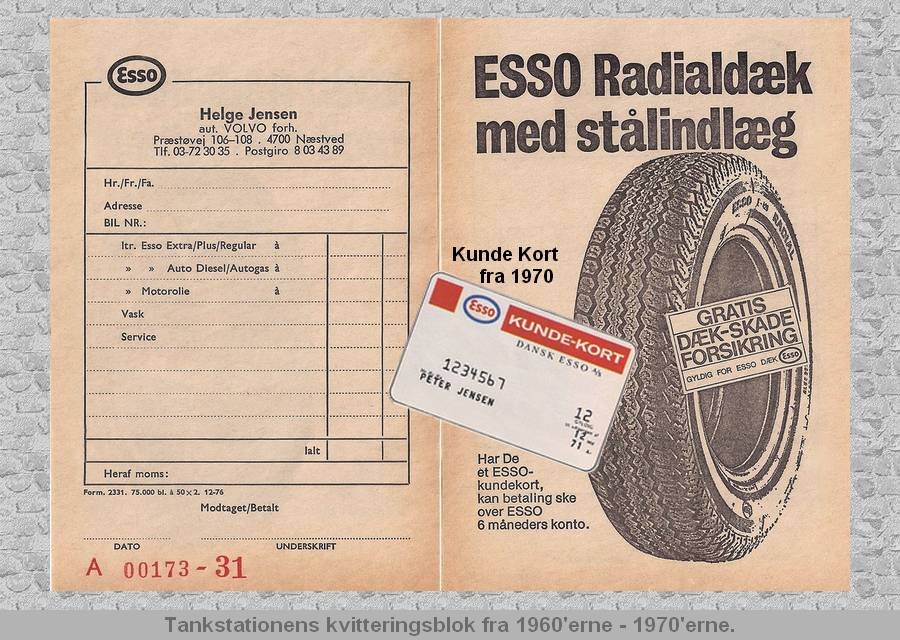 Esso
Helge Jensen
aut. VOLVO forh.
Præstøvej 106-108 . 4700 Næstved
Tlf. 03-72 30 35 . Postgiro 8 03 43 89
Hr./Fr./Fa.
Adresse
BIL NR.:
ltr. Esso Extra/Plus/Regular à
» » Auto Diesel/Autogas à
» Motorolie à
Vask
Service
Ialt
Heraf moms:
Form. 2331. 75.000 bl. à 50×2. 12-76
Modtaget/Betalt
DATO UNDERSKRIFT
A 00173 - 31
ESSO Radialdæk
med stålindlæg
ESSO RADIAL
GRATIS
DÆK-SKADE
FORSIKRING
GYLDIG FOR ESSO DÆK Esso
Kunde Kort
fra 1970
Esso KUNDE-KORT
DANSK ESSO A/S
1234567
PETER JENSEN
12
12
71
Har De
et ESSO-
kundekort,
kan betaling ske
over ESSO
6 måneders konto.
Tankstationens kvitteringsblok fra 1960'erne - 1970'erne.